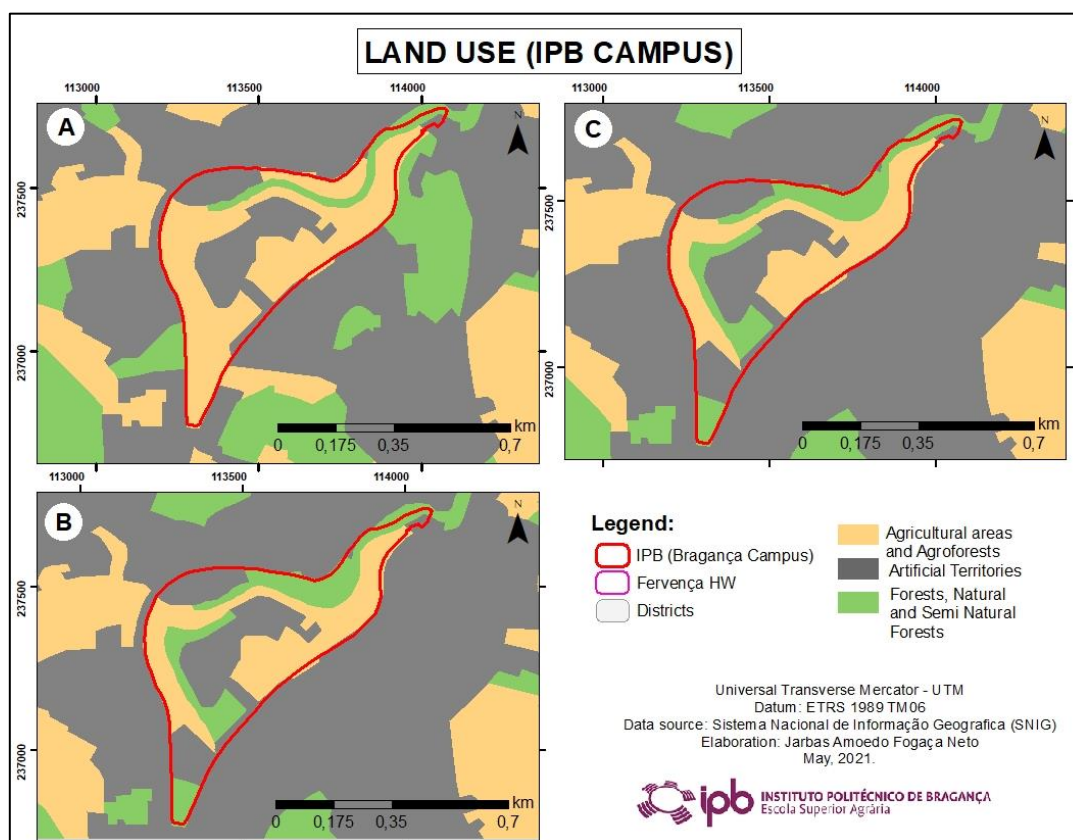 LAND USE (IPB CAMPUS)
113000
113500
114000
A
N
237500
237000
km
0
0,175
0,35
0,7
113000
113500
114000
C
N
237500
237000
km
0
0,175
0,35
0,7
113000
113500
114000
B
N
237500
237000
km
0
0,175
0,35
0,7
Legend:
IPB (Bragança Campus)
Fervença HW
Districts
Agricultural areas
and Agroforests
Artificial Territories
Forests, Natural
and Semi Natural
Forests
Universal Transverse Mercator - UTM
Datum: ETRS 1989 TM06
Data source: Sistema Nacional de Informação Geografica (SNIG)
Elaboration: Jarbas Amoedo Fogaça Neto
May, 2021.
ipb
INSTITUTO POLITÉCNICO DE BRAGANÇA
Escola Superior Agrária